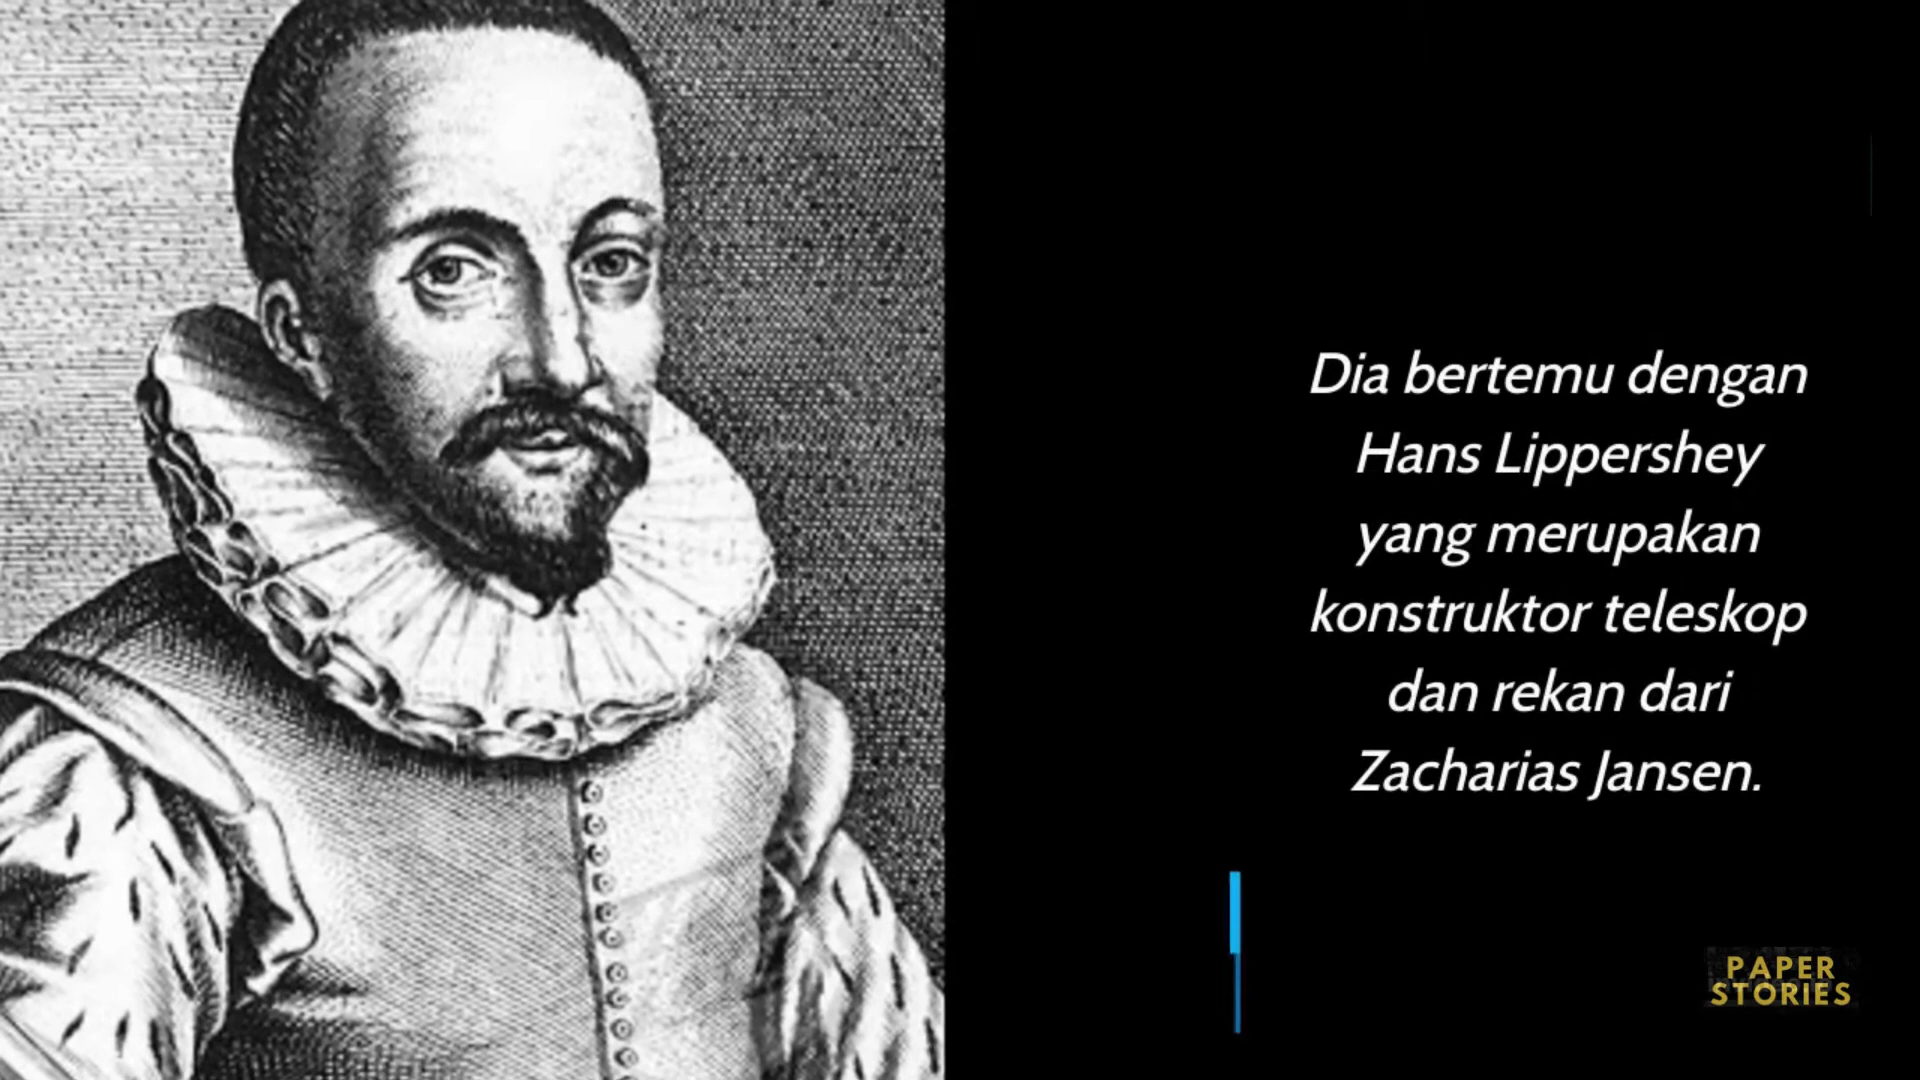 Dia bertemu dengan
Hans Lippershey
yang merupakan
konstruktor teleskop
dan rekan dari
Zacharias Jansen.
PAPER
STORIES